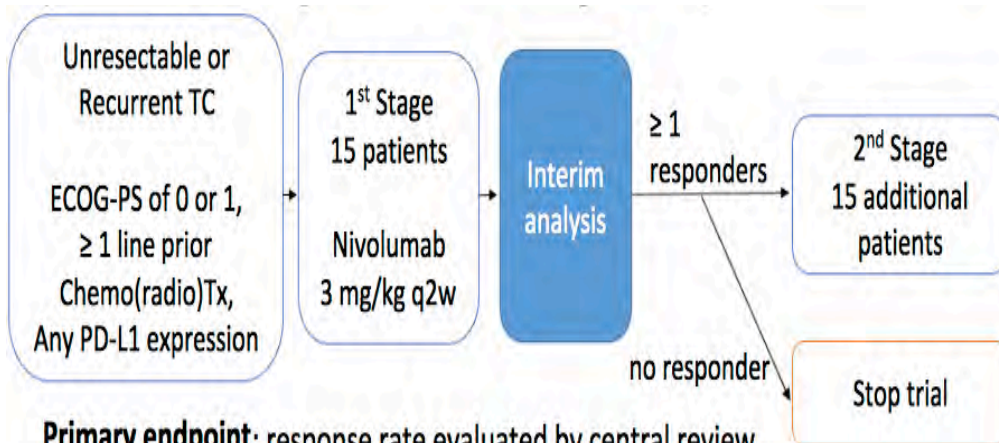 Unresectable or
Recurrent TC
ECOG-PS of 0 or 1,
≥ 1 line prior
Chemo(radio)Tx,
Any PD-L1 expression
1st Stage
15 patients
Nivolumab
3 mg/kg q2w
Interim
analysis
≥ 1
responders
no responder
2nd Stage
15 additional
patients
Stop trial
Primary endpoint: response rate evaluated by central review